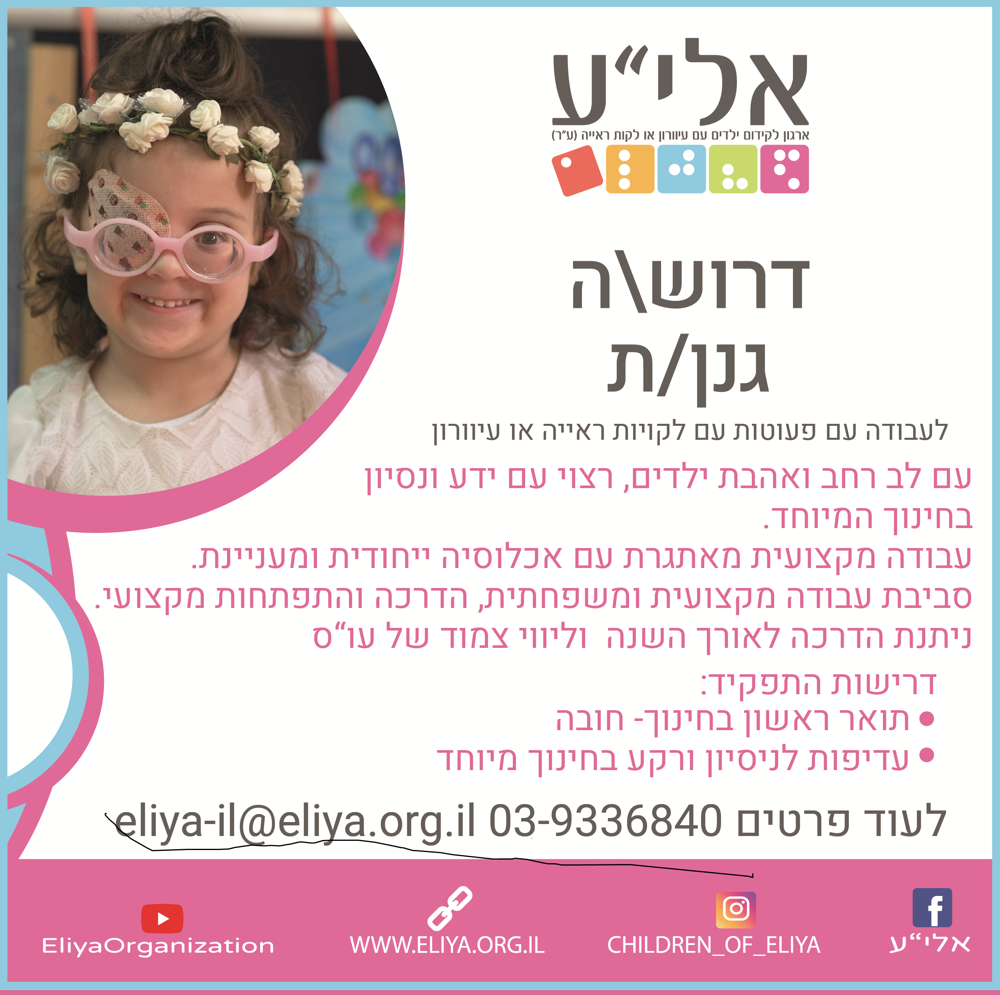 אלי"ע
ארגון לקידום ילדים עם עיוורון או לקות ראייה (ע"ר)
דרוש\ה
גנן/ת
לעבודה עם פעוטות עם לקויות ראייה או עיוורון
עם לב רחב ואהבת ילדים, רצוי עם ידע ונסיון
בחינוך המיוחד.
עבודה מקצועית מאתגרת עם אכלוסיה ייחודית ומעניינת.
סביבת עבודה מקצועית ומשפחתית, הדרכה והתפתחות מקצועי.
ניתנת הדרכה לאורך השנה  וליווי צמוד של עו"ס
דרישות התפקיד:
• תואר ראשון בחינוך- חובה
• עדיפות לניסיון ורקע בחינוך מיוחד
לעוד פרטים 03-9336840 eliya-il@eliya.org.il
אלי"ע
CHILDREN_OF_ELIYA
WWW.ELIYA.ORG.IL
EliyaOrganization